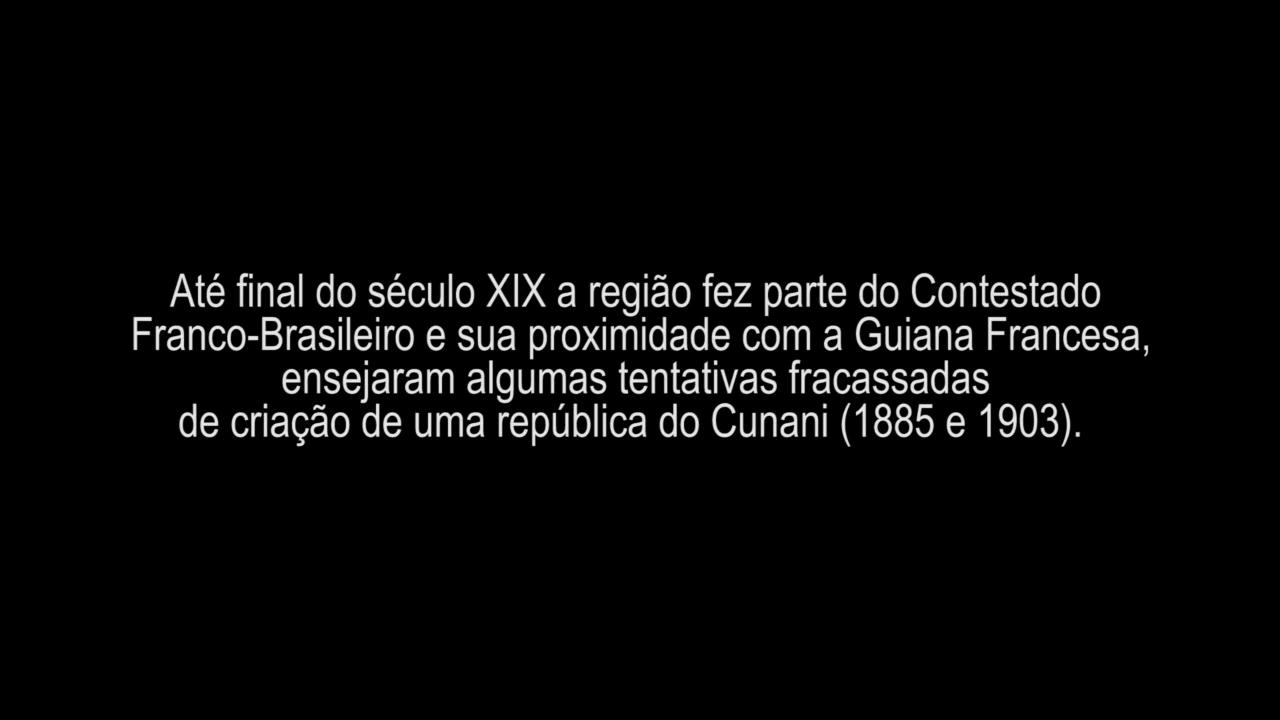 Até final do século XIX a região fez parte do Contestado
Franco-Brasileiro e sua proximidade com a Guiana Francesa,
ensejaram algumas tentativas fracassadas
de criação de uma república do Cunani (1885 e 1903).